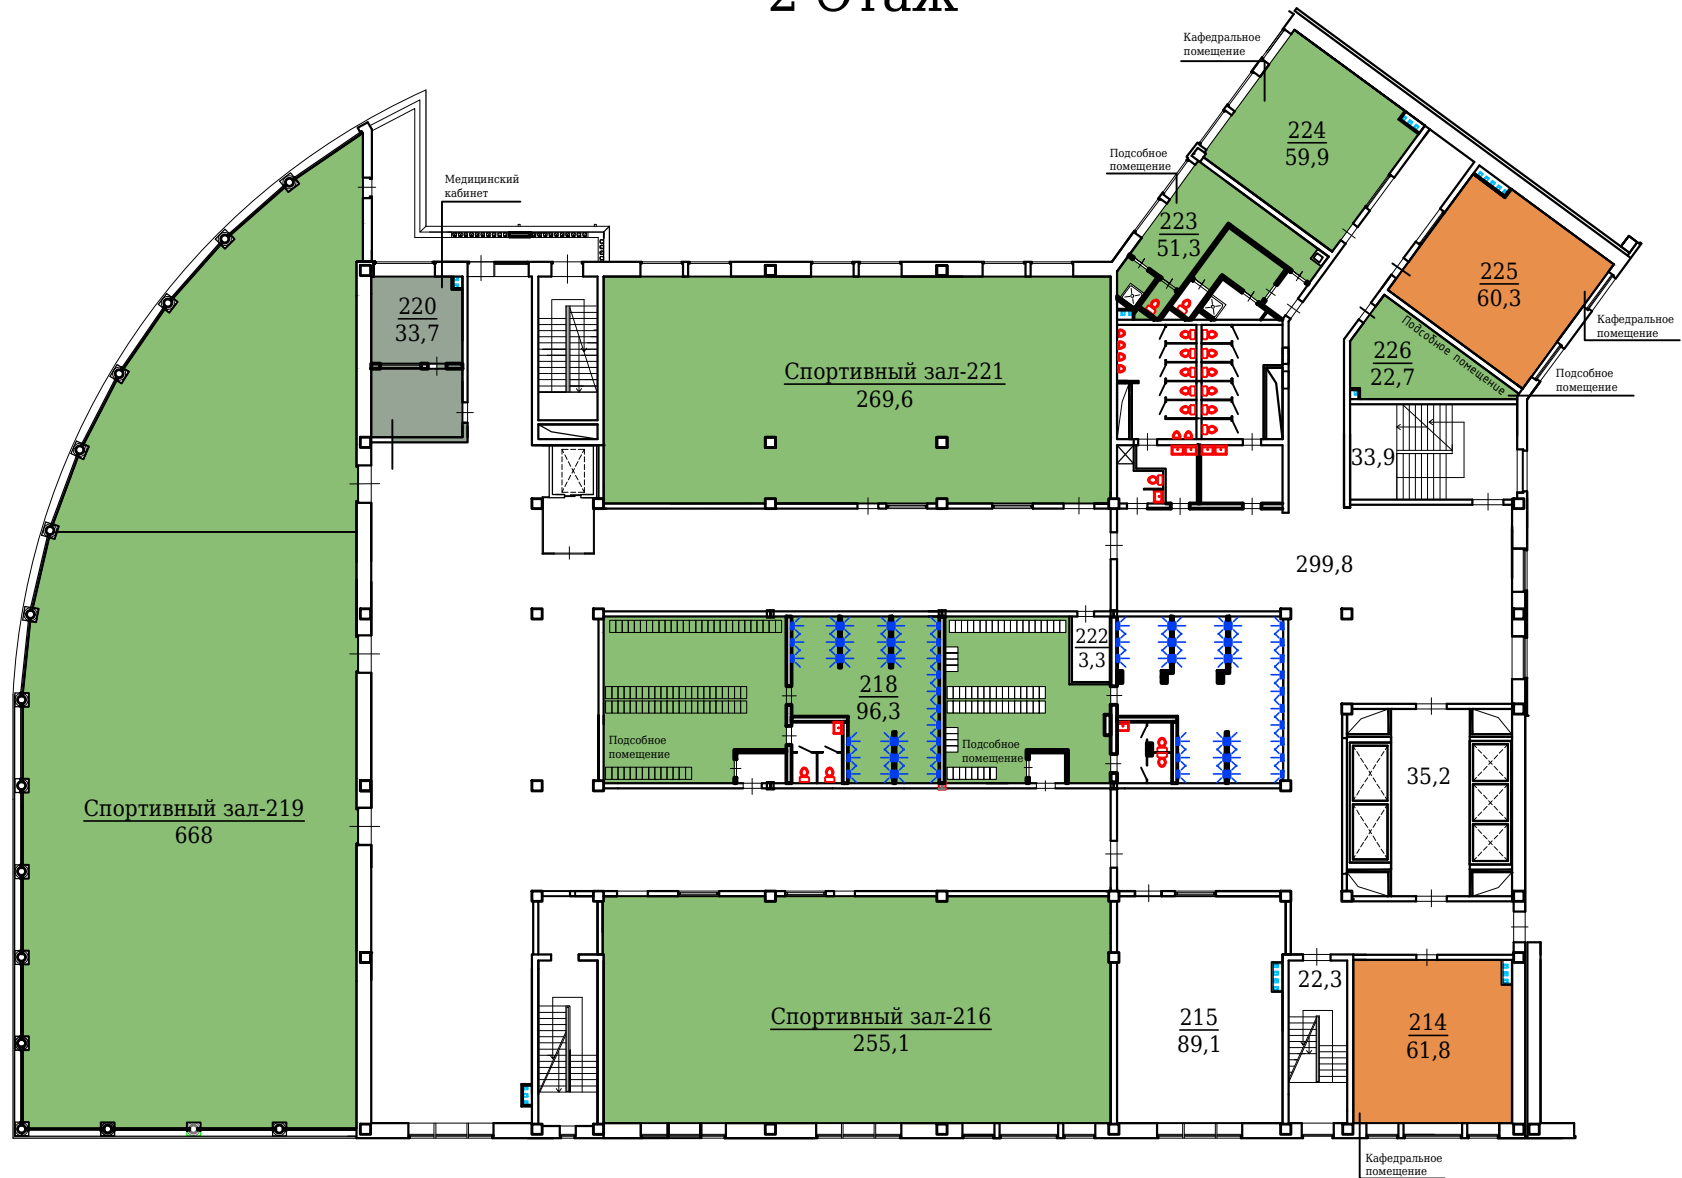 2 Этаж
Кафедральное
помещение
224
59,9
Подсобное
помещение
223
51,3
Медицинский
кабинет
220
33,7
225
60,3
Кафедральное
помещение
Подсобное помещение
226
22,7
Подсобное
помещение
Спортивный зал-221
269,6
33,9
299,8
222
3,3
218
96,3
Подсобное
помещение
Подсобное
помещение
35,2
Спортивный зал-219
668
Спортивный зал-216
255,1
215
89,1
22,3
214
61,8
Кафедральное
помещение